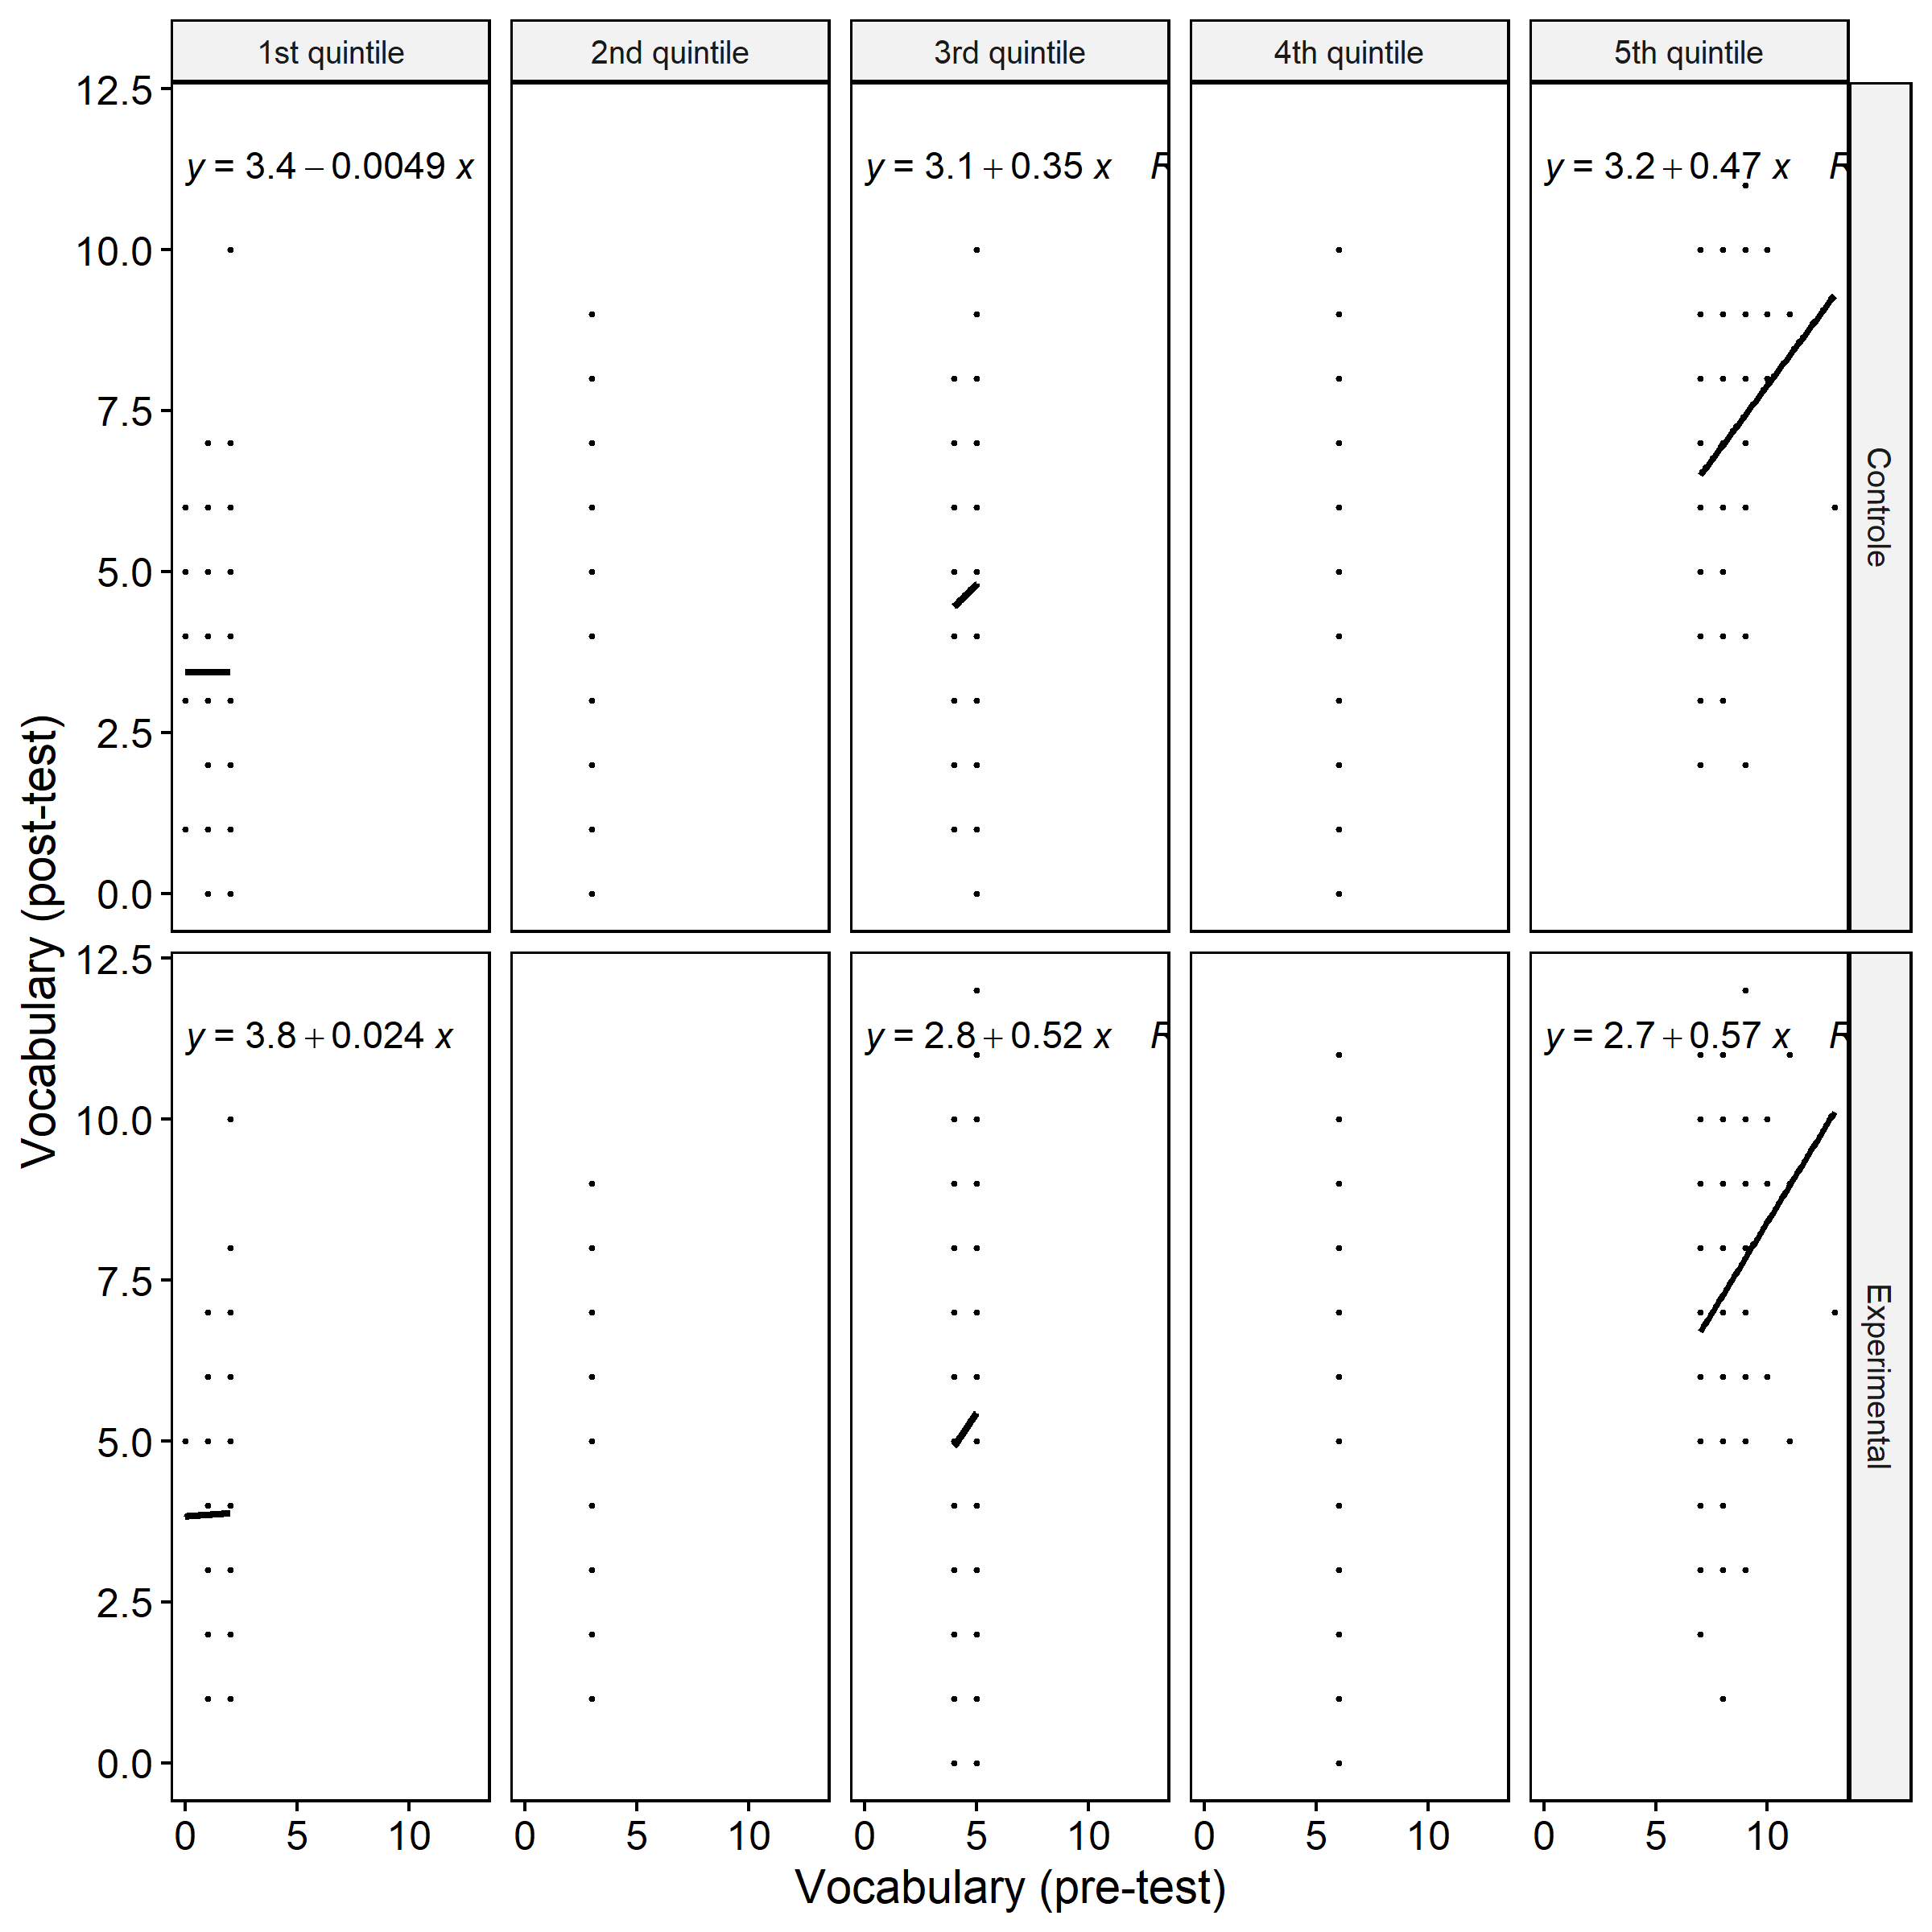 1st quintile 2nd quintile 3rd quintile 4th quintile 5th quintile
12.5
y = 3.4 − 0.0049 x
y = 3.1 + 0.35 x R
y = 3.2 + 0.47 x R
10.0
7.5
5.0
2.5
0.0
Controle
Vocabulary (post-test)
12.5
y = 3.8 + 0.024 x
y = 2.8 + 0.52 x R
y = 2.7 + 0.57 x R
10.0
7.5
5.0
2.5
0.0
Experimental
0 5 10 0 5 10 0 5 10 0 5 10 0 5 10
Vocabulary (pre-test)